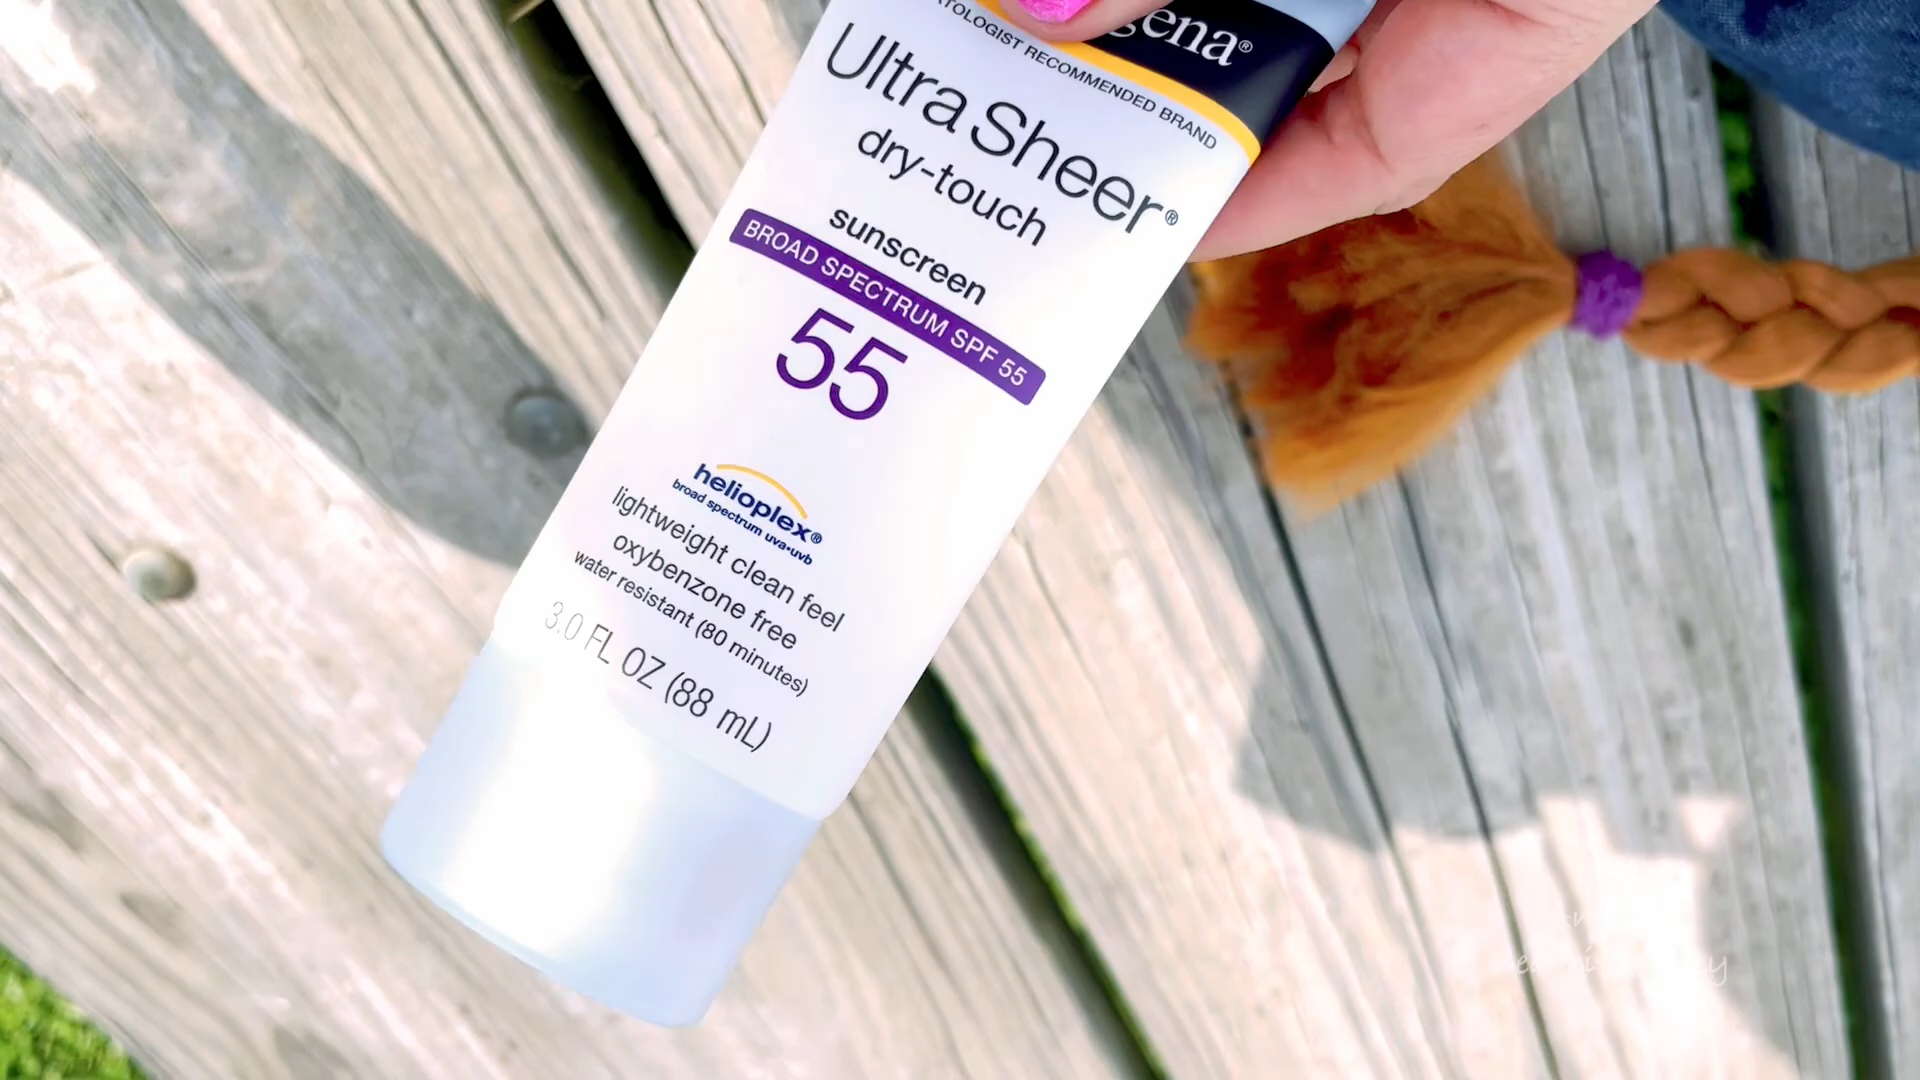 gena®
TOLOGIST RECOMMENDED BRAND
Ultra Sheer®
dry-touch
sunscreen
BROAD SPECTRUM SPF 55
55
helioplex®
broad spectrum uva•uvb
lightweight clean feel
oxybenzone free
water resistant (80 minutes)
3.0 FL OZ (88 mL)